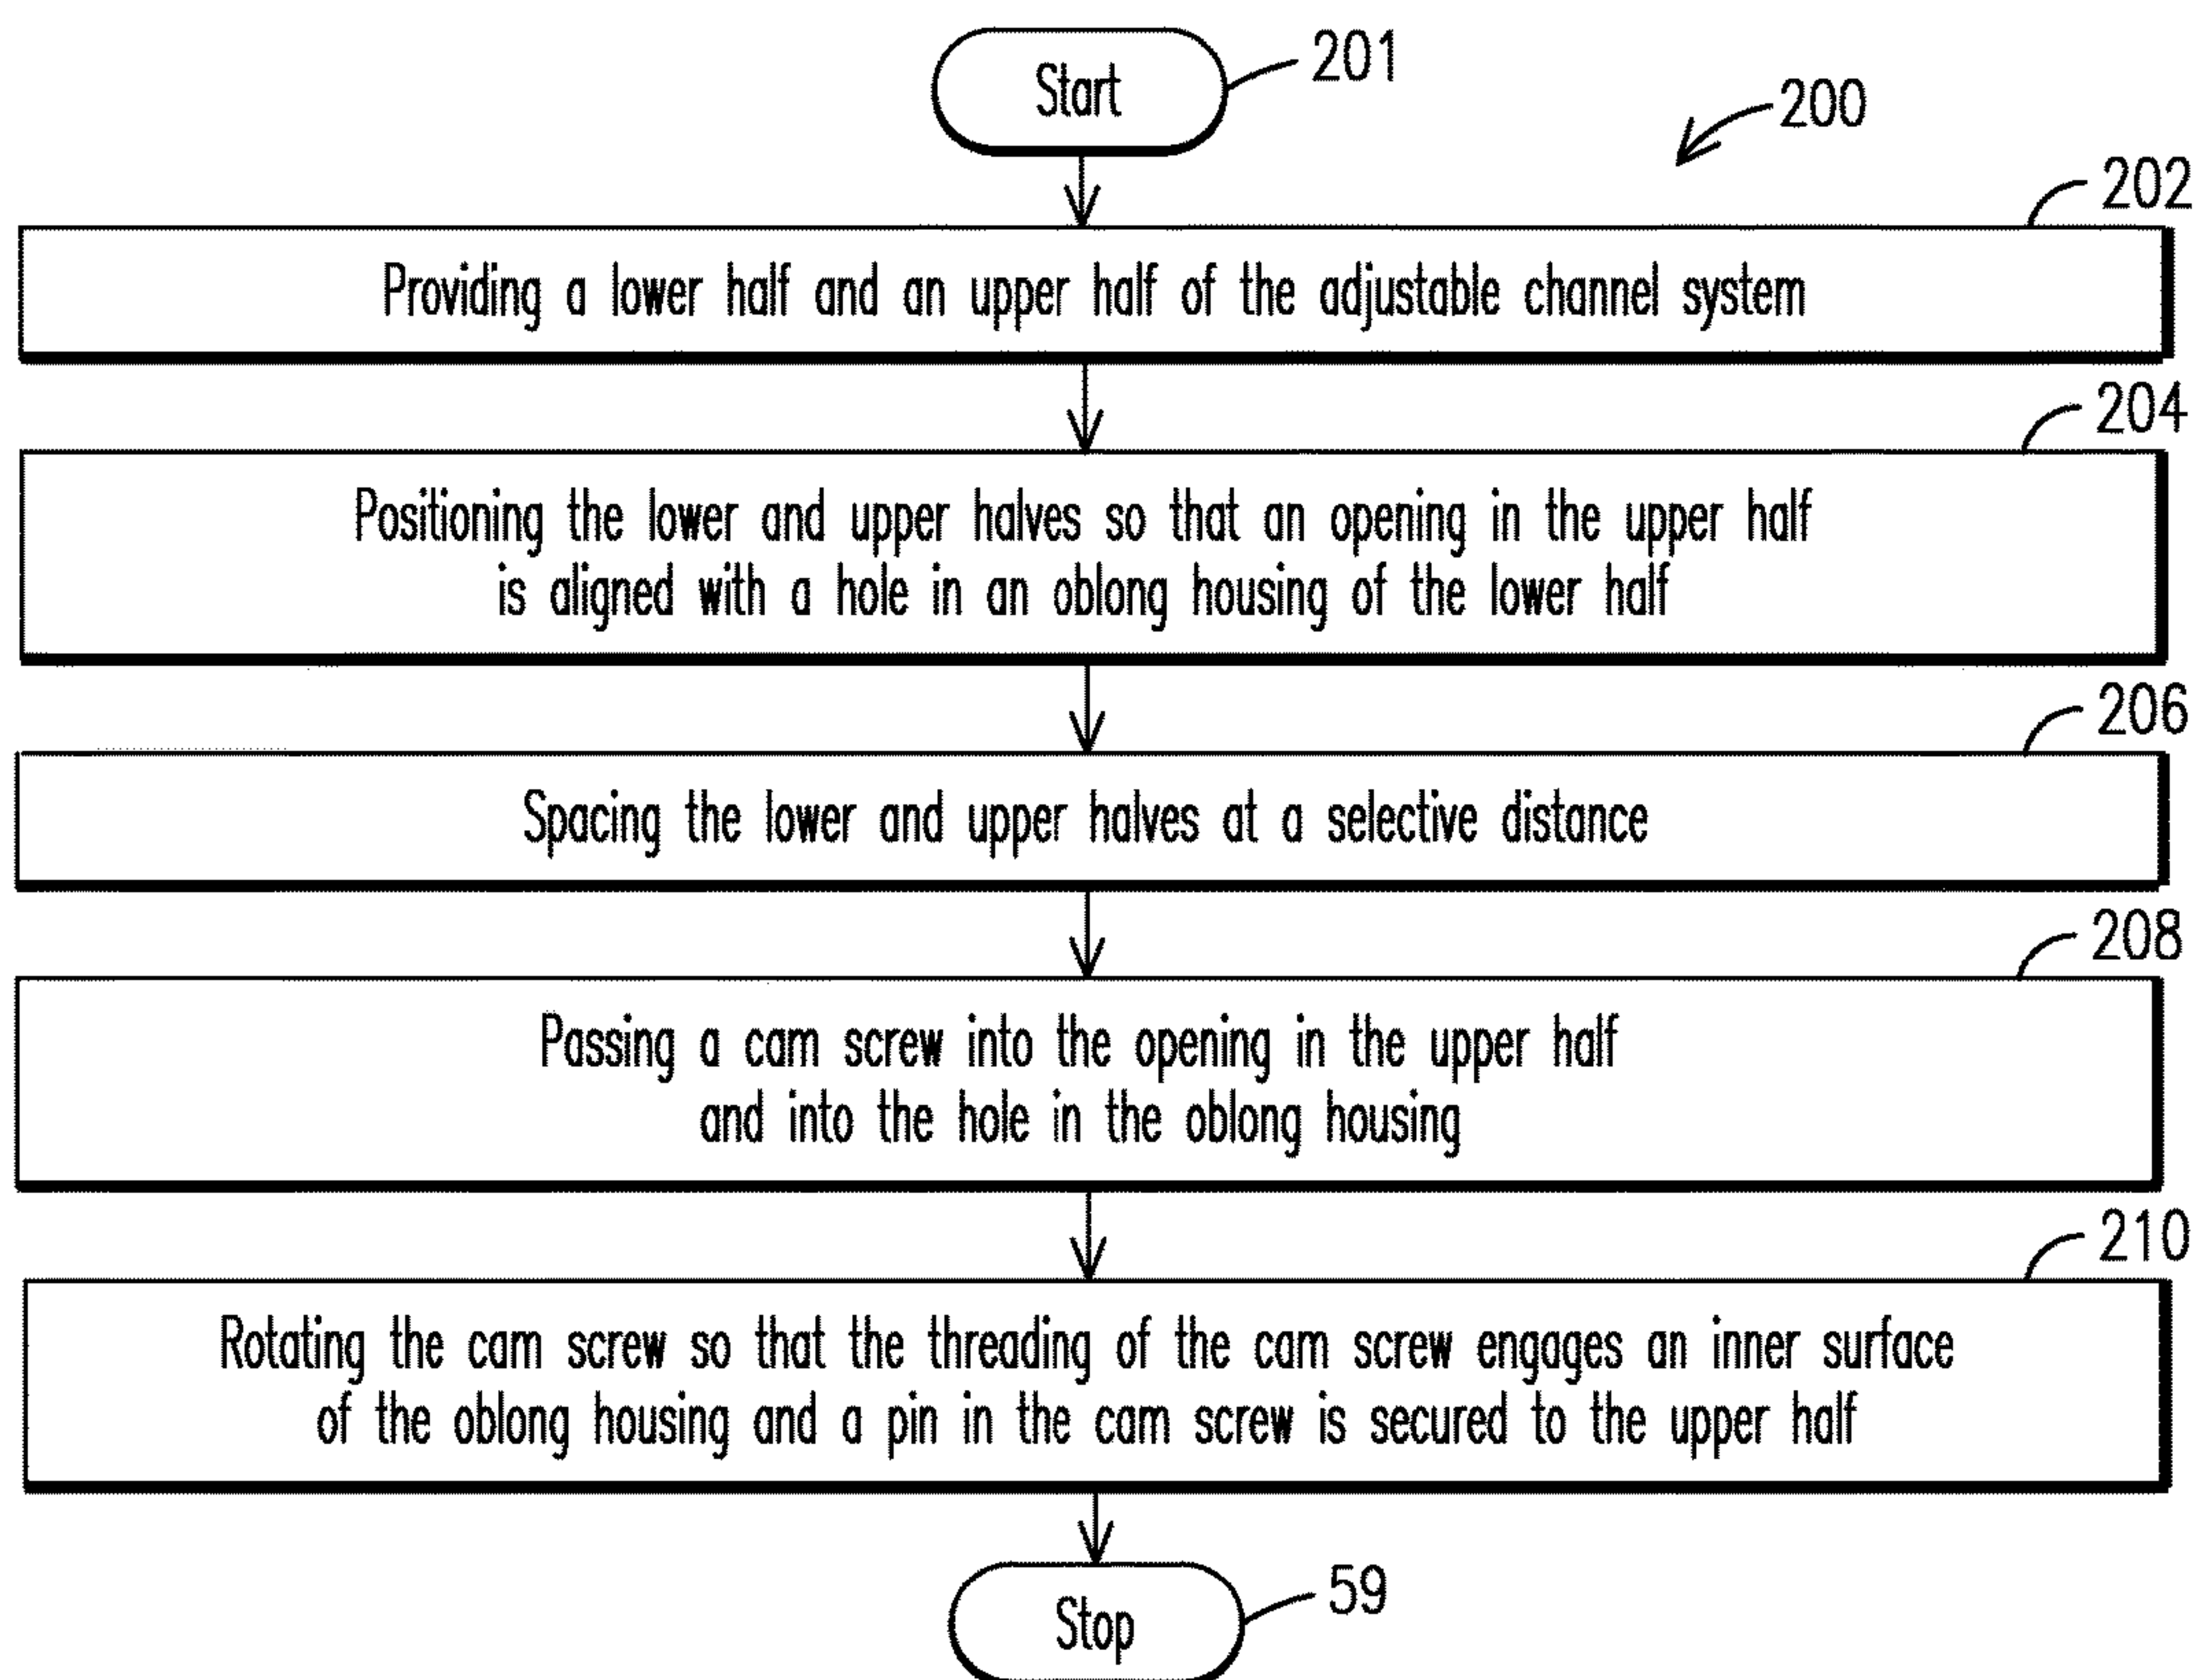 Start
201
200
202
Providing a lower half and an upper half of the adjustable channel system
204
Positioning the lower and upper halves so that an opening in the upper half
is aligned with a hole in an oblong housing of the lower half
206
Spacing the lower and upper halves at a selective distance
208
Passing a cam screw into the opening in the upper half
and into the hole in the oblong housing
210
Rotating the cam screw so that the threading of the cam screw engages an inner surface
of the oblong housing and a pin in the cam screw is secured to the upper half
59
Stop